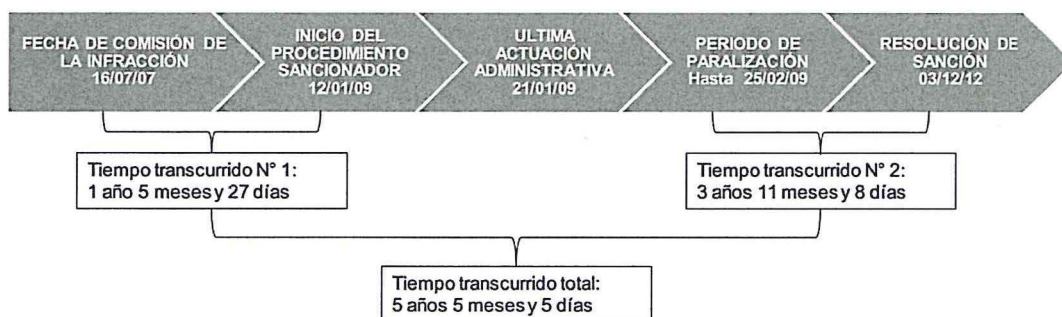 FECHA DE COMISIÓN DE
LA INFRACCIÓN
16/07/07
INICIO DEL
PROCEDIMIENTO
SANCIONADOR
12/01/09
ULTIMA
ACTUACIÓN
ADMINISTRATIVA
21/01/09
PERIODO DE
PARALIZACIÓN
Hasta 25/02/09
RESOLUCIÓN DE
SANCIÓN
03/12/12
Tiempo transcurrido N° 1:
1 año 5 meses y 27 días
Tiempo transcurrido N° 2:
3 años 11 meses y 8 días
Tiempo transcurrido total:
5 años 5 meses y 5 días